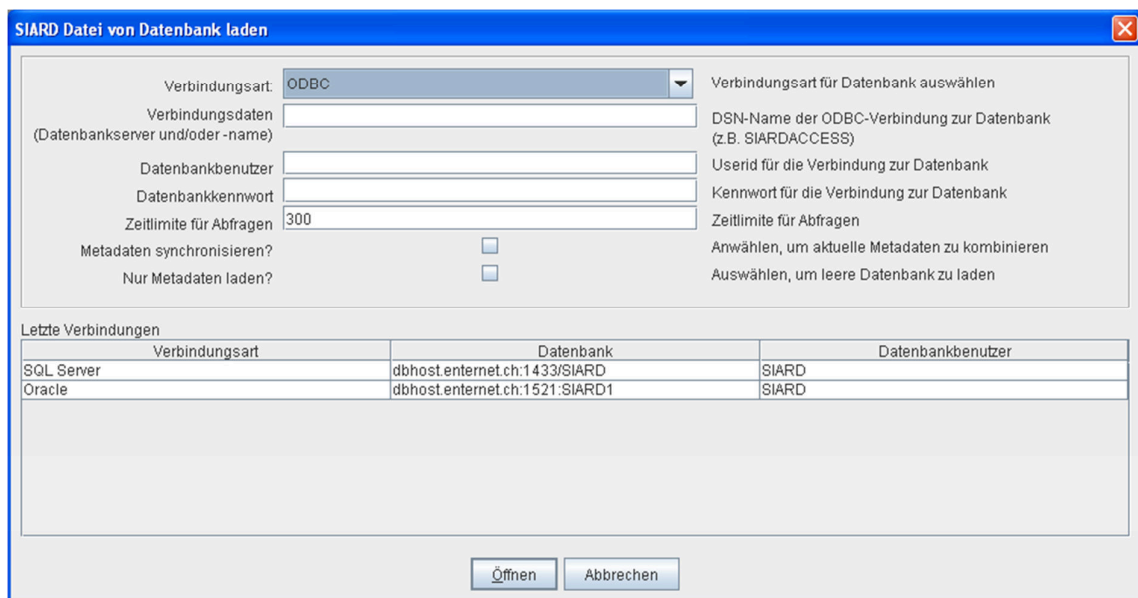 SIARD Datei von Datenbank laden
Verbindungsart: ODBC Verbindungsart für Datenbank auswählen
Verbindungsdaten
(Datenbankserver und/oder -name)
DSN-Name der ODBC-Verbindung zur Datenbank
(z.B. SIARDACCESS)
Datenbankbenutzer Userid für die Verbindung zur Datenbank
Datenbankkennwort Kennwort für die Verbindung zur Datenbank
Zeitlimite für Abfragen 300 Zeitlimite für Abfragen
Metadaten synchronisieren? Anwählen, um aktuelle Metadaten zu kombinieren
Nur Metadaten laden? Auswählen, um leere Datenbank zu laden
Letzte Verbindungen
Verbindungsart Datenbank Datenbankbenutzer
SQL Server dbhost.enternet.ch:1433/SIARD SIARD
Oracle dbhost.enternet.ch:1521:SIARD1 SIARD
Öffnen Abbrechen